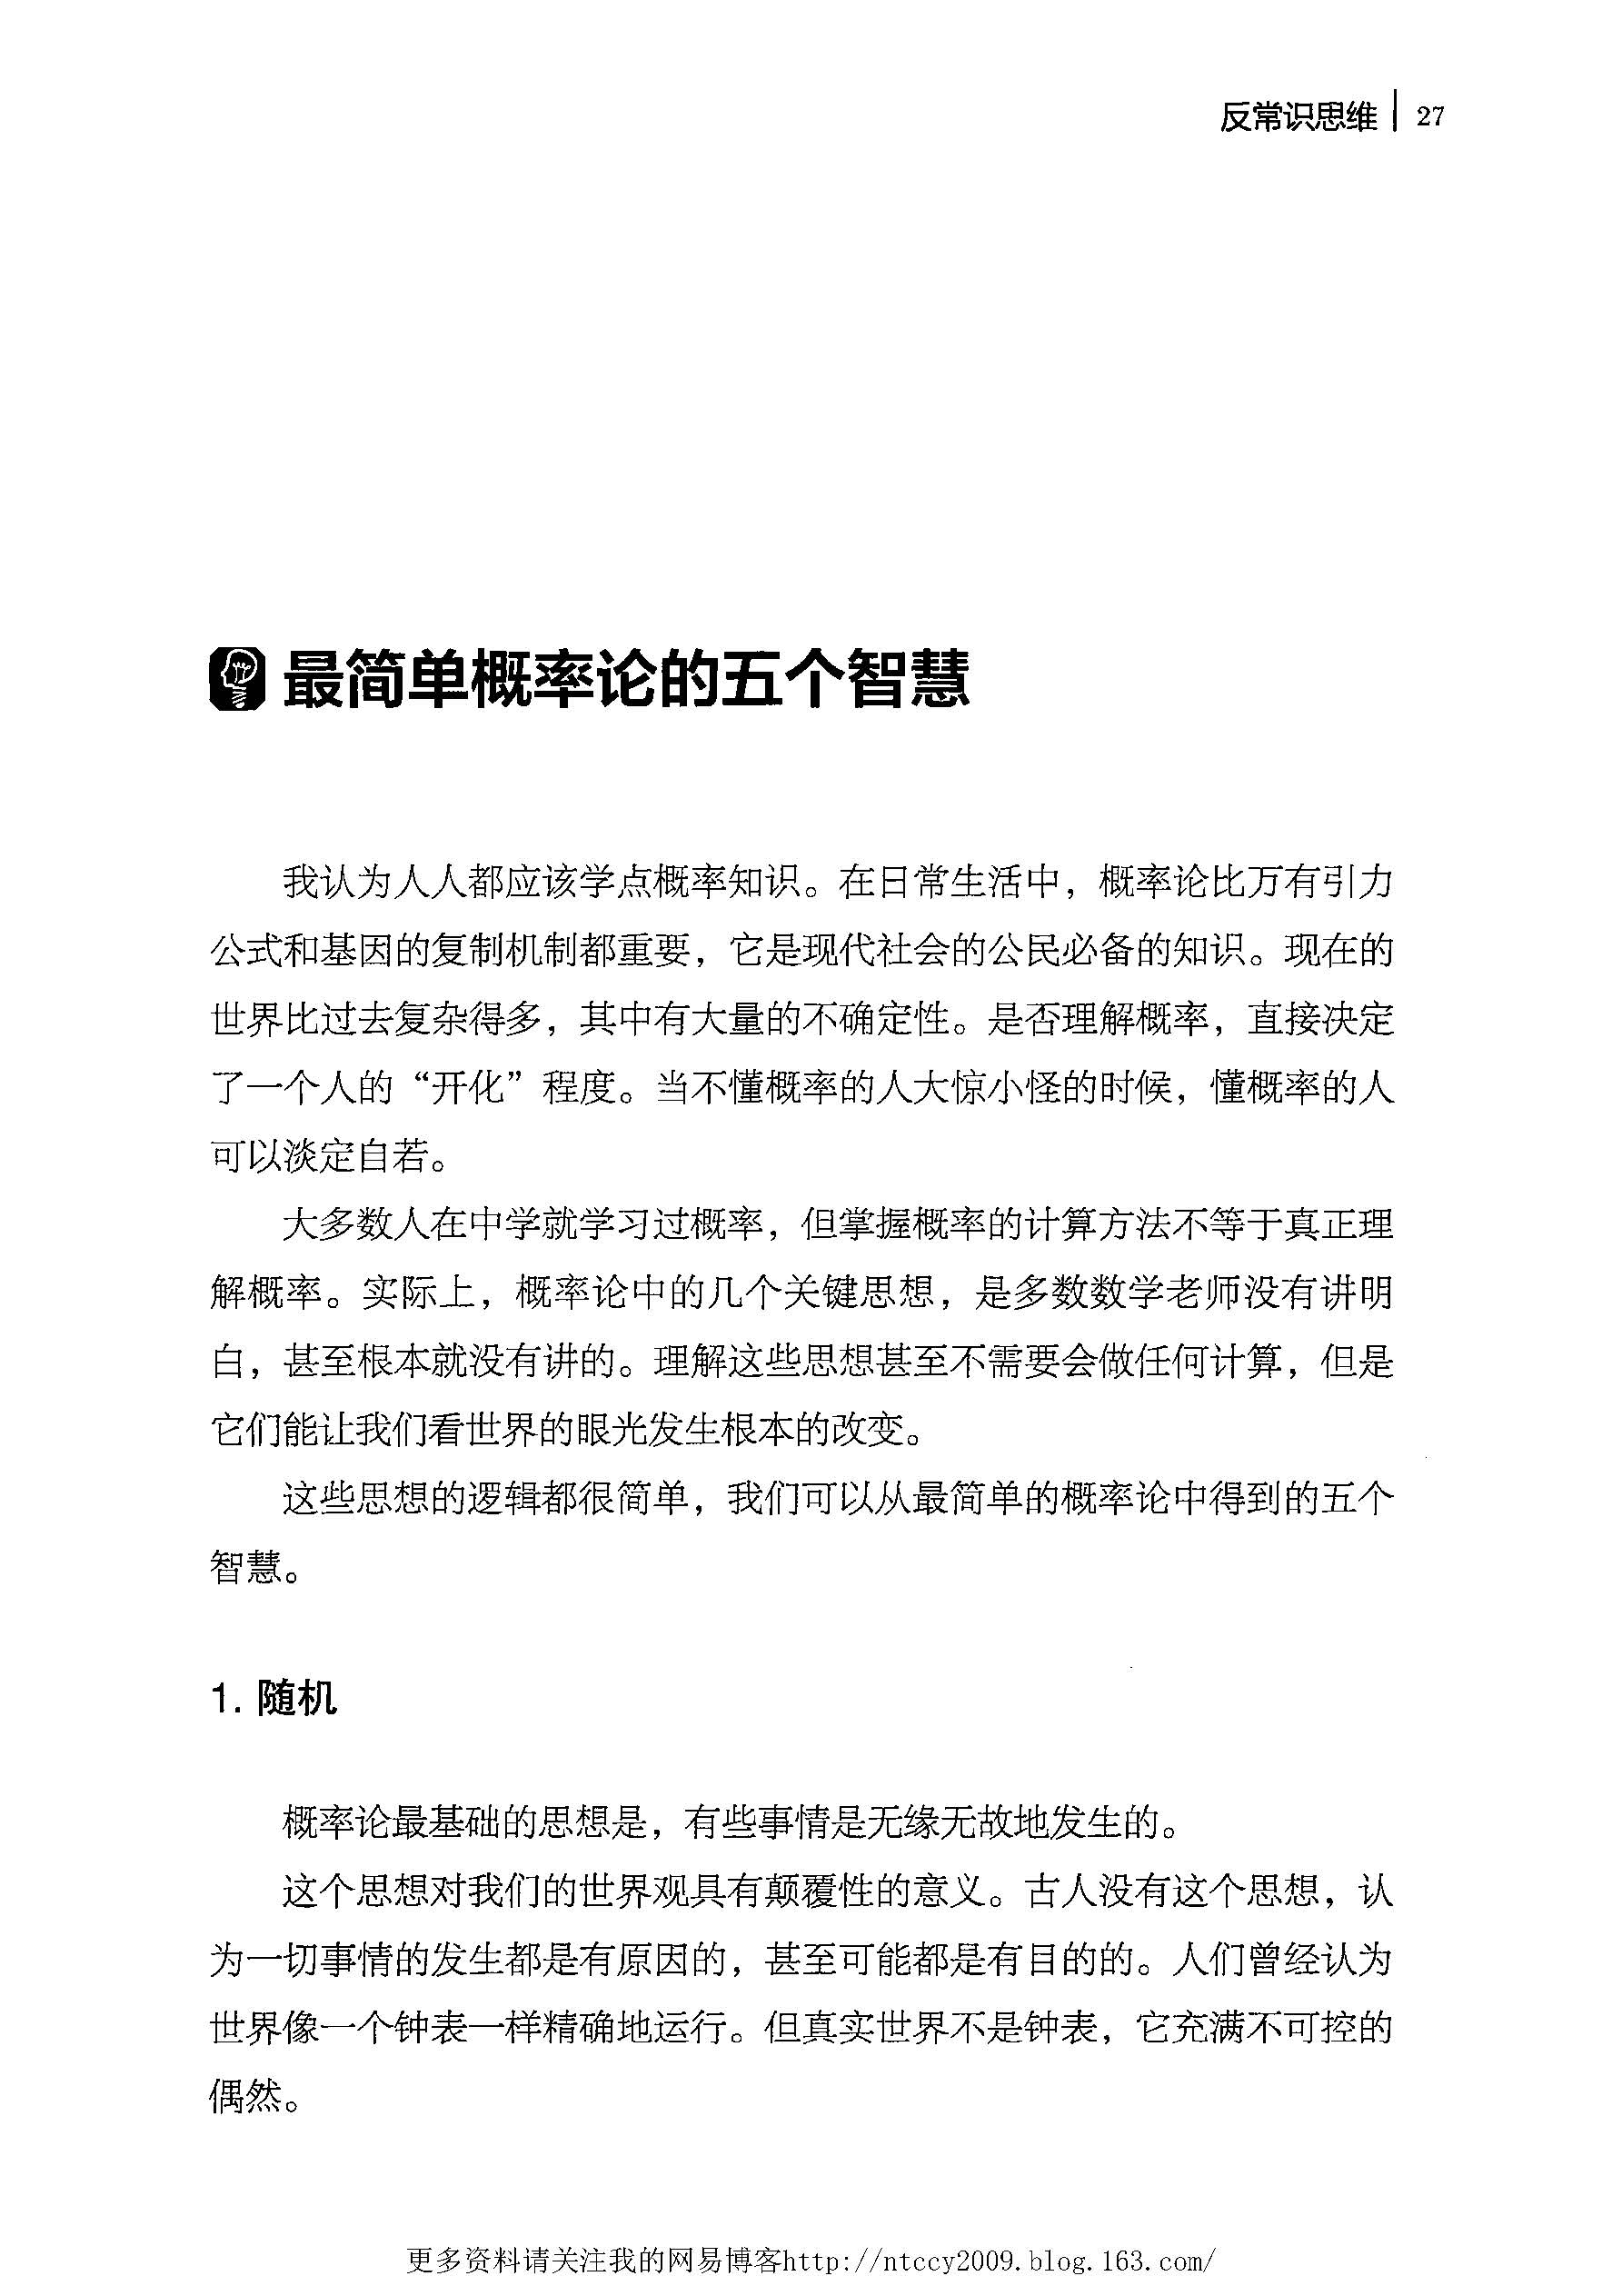 反常识思维 27
最简单概率论的五个智慧
我认为人人都应该学点概率知识。在日常生活中，概率论比万有引力
公式和基因的复制机制都重要，它是现代社会的公民必备的知识。现在的
世界比过去复杂得多，其中有大量的不确定性。是否理解概率，直接决定
了一个人的“开化”程度。当不懂概率的人大惊小怪的时候，懂概率的人
可以淡定自若。
大多数人在中学就学习过概率，但掌握概率的计算方法不等于真正理
解概率。实际上，概率论中的几个关键思想，是多数数学老师没有讲明
白，甚至根本就没有讲的。理解这些思想甚至不需要会做任何计算，但是
它们能让我们看世界的眼光发生根本的改变。
这些思想的逻辑都很简单，我们可以从最简单的概率论中得到的五个
智慧。
1. 随机
概率论最基础的思想是，有些事情是无缘无故地发生的。
这个思想对我们的世界观具有颠覆性的意义。古人没有这个思想，认
为一切事情的发生都是有原因的，甚至可能都是有目的的。人们曾经认为
世界像一个钟表一样精确地运行。但真实世界不是钟表，它充满不可控的
偶然。
更多资料请关注我的网易博客http://ntccy2009.blog.163.com/